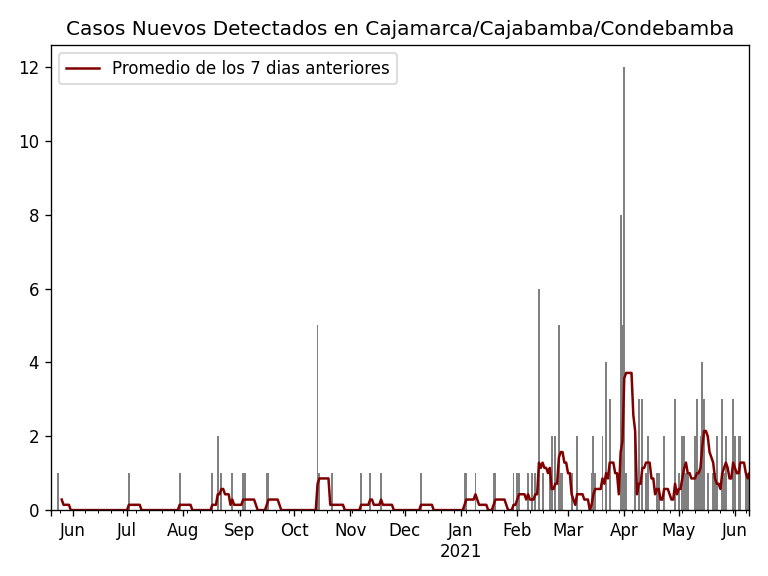 Casos Nuevos Detectados en Cajamarca/Cajabamba/Condebamba
Promedio de los 7 dias anteriores
12
10
8
6
4
2
0
Jun Jul Aug Sep Oct Nov Dec Jan Feb Mar Apr May Jun
2021